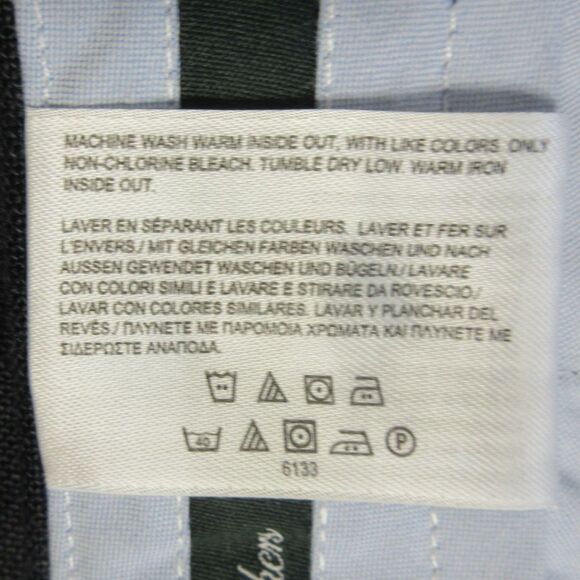 MACHINE WASH WARM INSIDE OUT, WITH LIKE COLORS. ONLY
NON-CHLORINE BLEACH. TUMBLE DRY LOW. WARM IRON
INSIDE OUT.
LAVER EN SÉPARANT LES COULEURS. LAVER ET FER SUR
L'ENVERS./ MIT GLEICHEN FARBEN WASCHEN UND NACH
AUSSEN GEWENDET WASCHEN UND BÜGELN./ LAVARE
CON COLORI SIMILI E LAVARE E STIRARE DA ROVESCIO./
LAVAR CON COLORES SIMILARES. LAVAR Y PLANCHAR DEL
REVÉS./ ΠΛΥΝΕΤΕ ΜΕ ΠΑΡΟΜΟΙΑ ΧΡΩΜΑΤΑ ΚΑΙ ΠΛΥΝΕΤΕ ΜΕ
ΣΙΔΕΡΩΣΤΕ ΑΝΑΠΟΔΑ.
40 P
6133